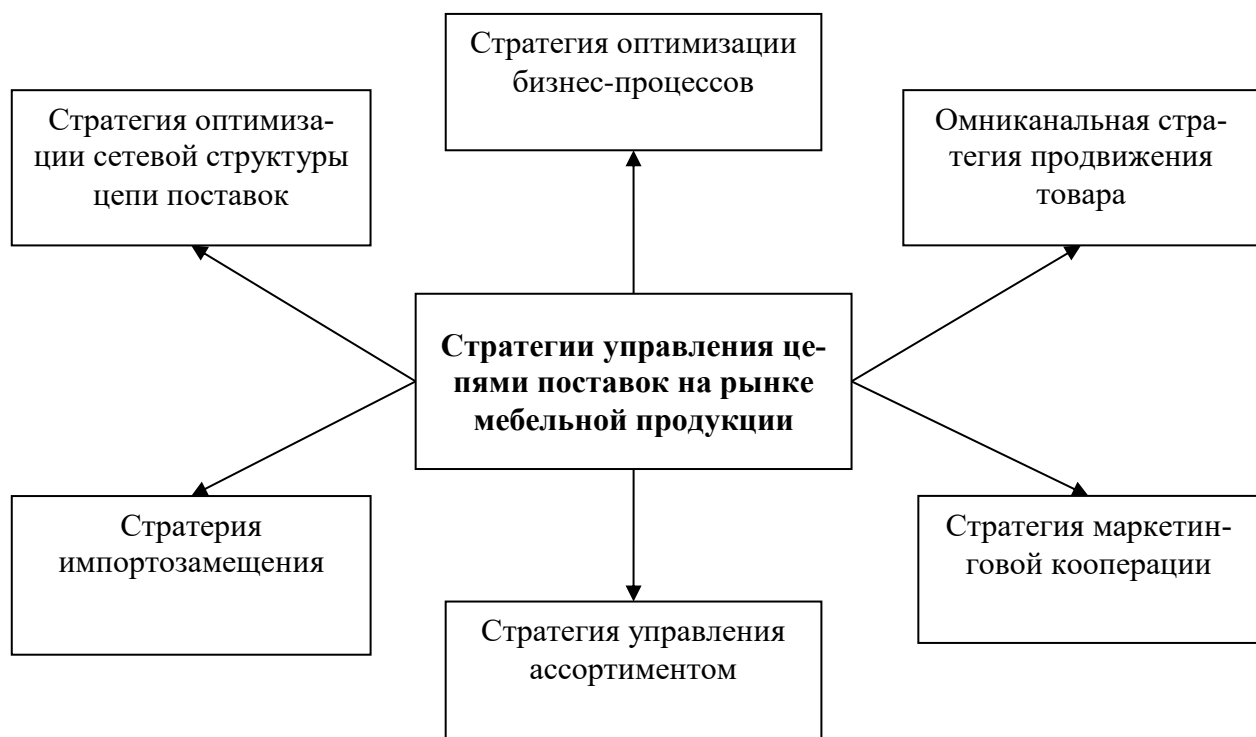 Стратегия оптимизации
бизнес-процессов
Стратегия оптимиза-
ции сетевой структуры
цепи поставок
Омниканальная стра-
тегия продвижения
товара
Стратегии управления це-
пями поставок на рынке
мебельной продукции
Стратерия
импортозамещения
Стратегия маркетин-
говой кооперации
Стратегия управления
ассортиментом